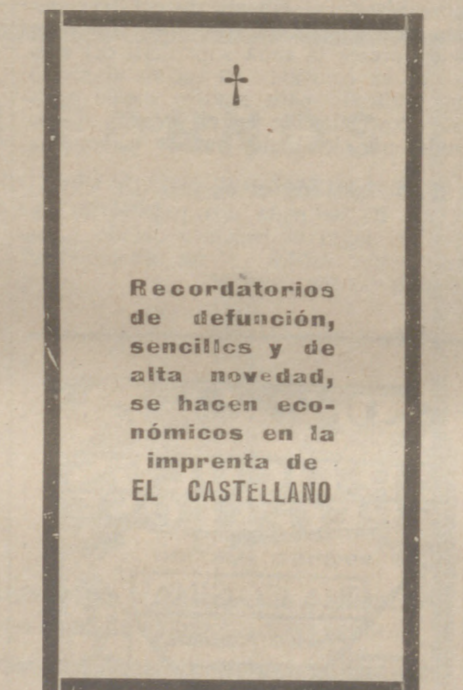 Recordatorios
de defunción,
sencillos y de
alta novedad,
se hacen eco-
nómicos en la
imprenta de
EL CASTELLANO